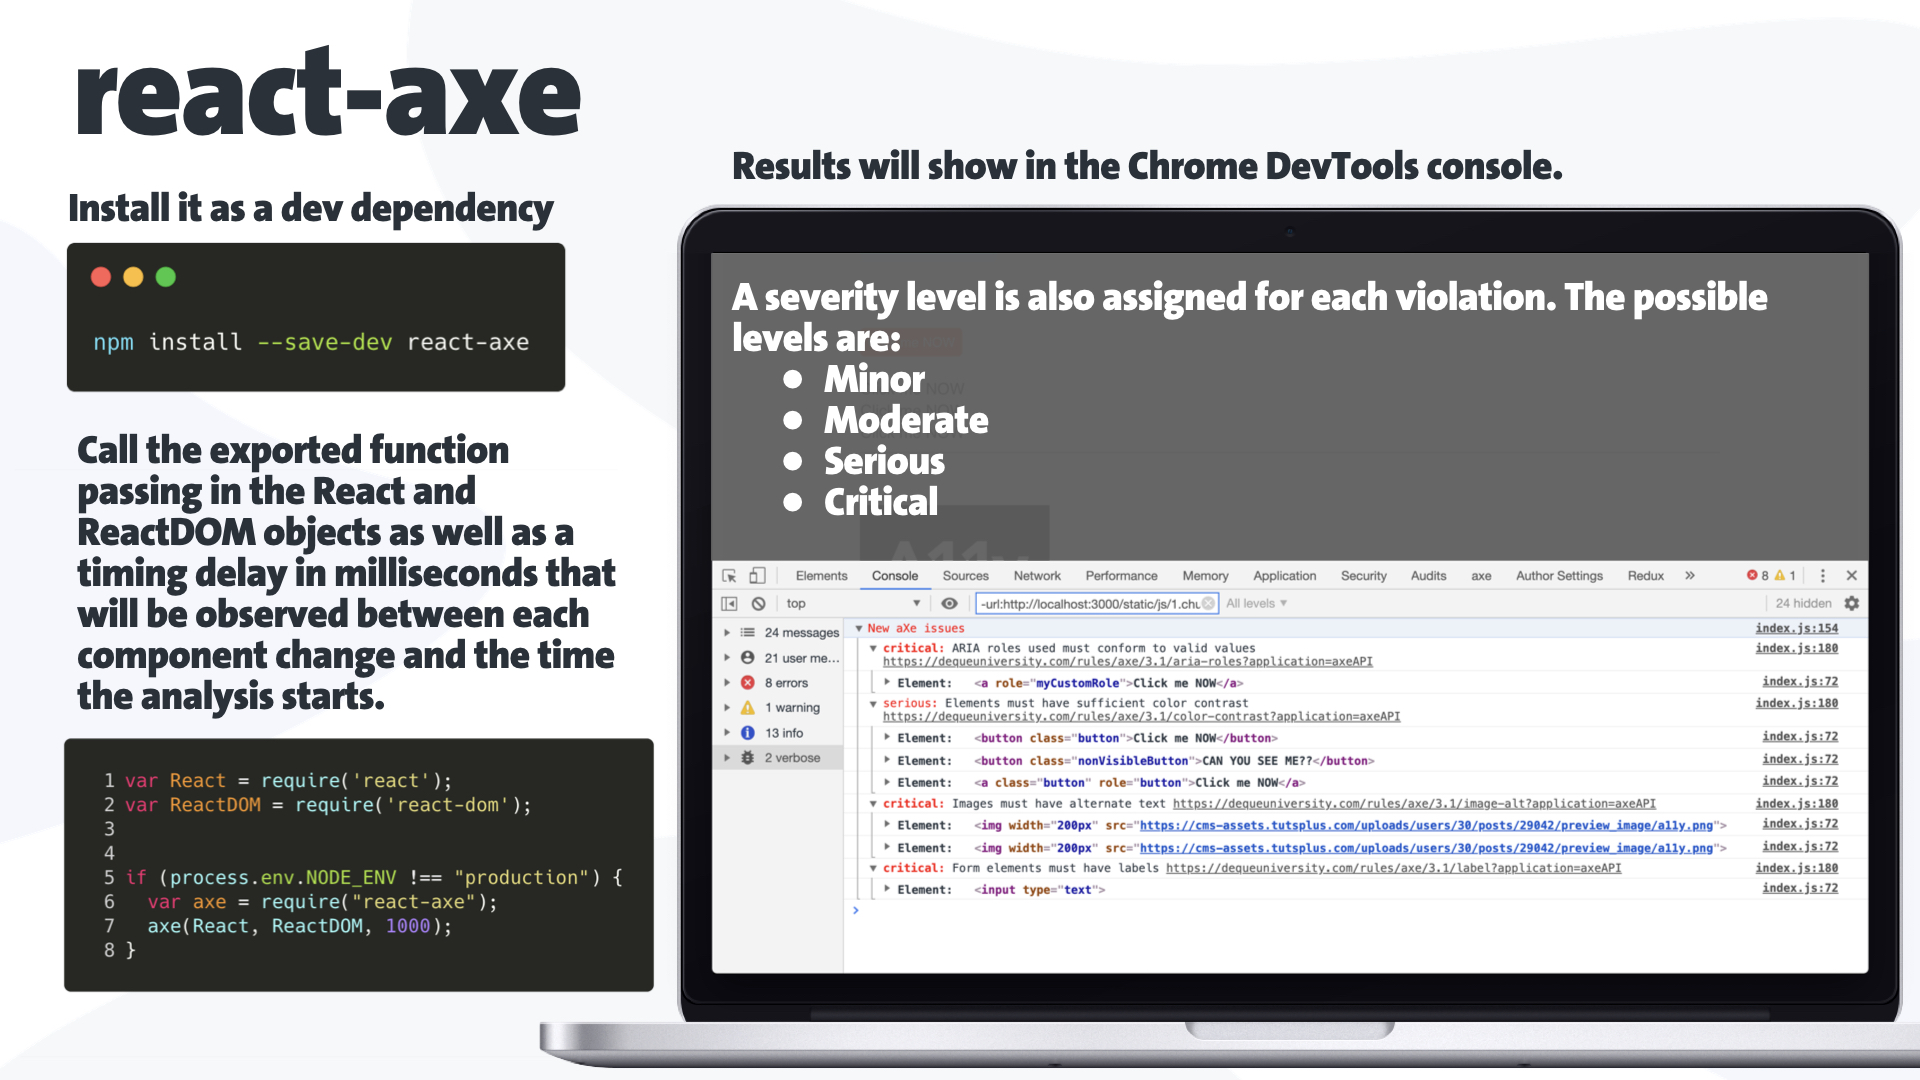 react-axe
Install it as a dev dependency
npm install --save-dev react-axe
Call the exported function
passing in the React and
ReactDOM objects as well as a
timing delay in milliseconds that
will be observed between each
component change and the time
the analysis starts.
1 var React = require('react');
2 var ReactDOM = require('react-dom');
3
4
5 if (process.env.NODE_ENV !== "production") {
6   var axe = require("react-axe");
7   axe(React, ReactDOM, 1000);
8 }
Results will show in the Chrome DevTools console.
A severity level is also assigned for each violation. The possible
levels are:
● Minor
● Moderate
● Serious
● Critical
NOW
A11y
Elements Console Sources Network Performance Memory Application Security Audits axe Author Settings Redux » 8 1
top -url:http://localhost:3000/static/js/1.chu All levels 24 hidden
24 messages
21 user me...
8 errors
1 warning
13 info
2 verbose
New aXe issues index.js:154
critical: ARIA roles used must conform to valid values index.js:180
https://dequeuniversity.com/rules/axe/3.1/aria-roles?application=axeAPI
Element: <a role="myCustomRole">Click me NOW</a> index.js:72
serious: Elements must have sufficient color contrast index.js:180
https://dequeuniversity.com/rules/axe/3.1/color-contrast?application=axeAPI
Element: <button class="button">Click me NOW</button> index.js:72
Element: <button class="nonVisibleButton">CAN YOU SEE ME??</button> index.js:72
Element: <a class="button" role="button">Click me NOW</a> index.js:72
critical: Images must have alternate text https://dequeuniversity.com/rules/axe/3.1/image-alt?application=axeAPI index.js:180
Element: <img width="200px" src="https://cms-assets.tutsplus.com/uploads/users/30/posts/29042/preview_image/a11y.png"> index.js:72
Element: <img width="200px" src="https://cms-assets.tutsplus.com/uploads/users/30/posts/29042/preview_image/a11y.png"> index.js:72
critical: Form elements must have labels https://dequeuniversity.com/rules/axe/3.1/label?application=axeAPI index.js:180
Element: <input type="text"> index.js:72